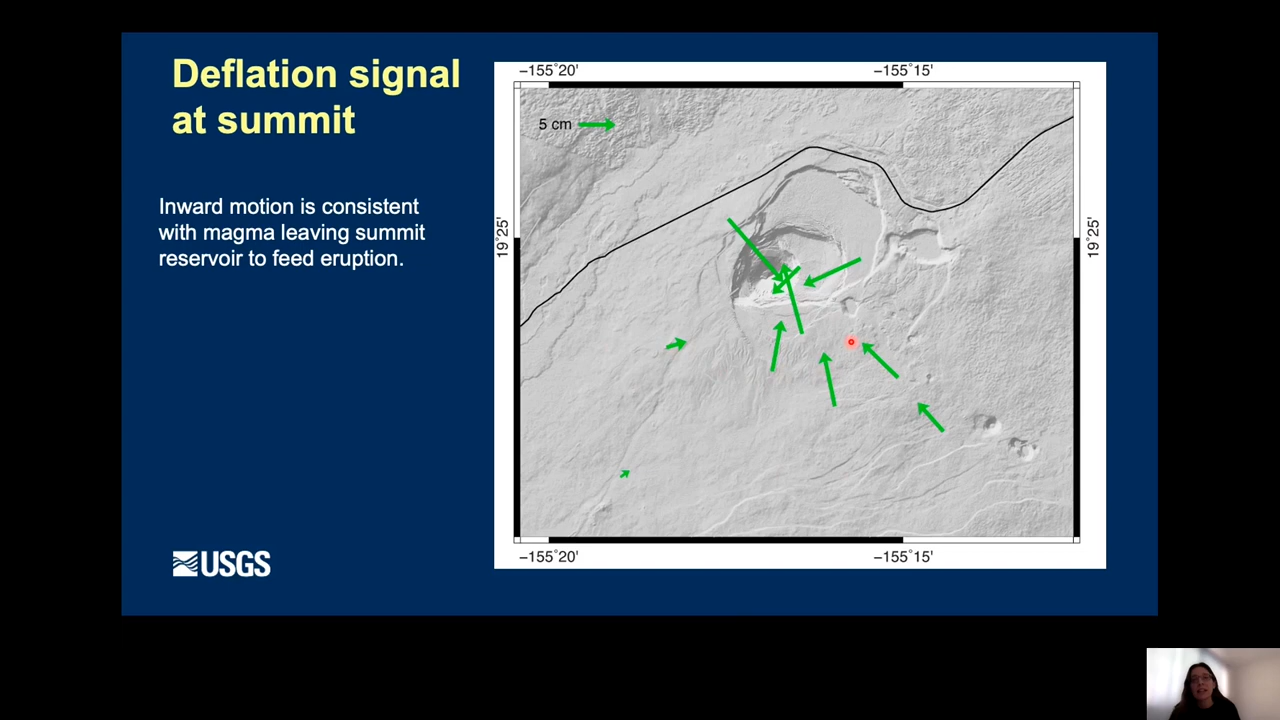 Deflation signal
at summit
Inward motion is consistent
with magma leaving summit
reservoir to feed eruption.
USGS
−155˚20'
−155˚15'
5 cm
19˚25'
19˚25'
−155˚20'
−155˚15'